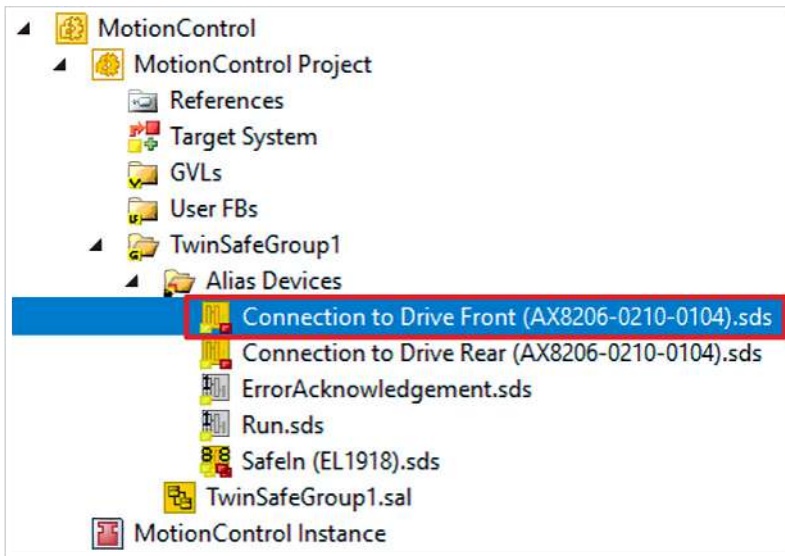 MotionControl
MotionControl Project
References
Target System
GVLs
User FBs
TwinSafeGroup1
Alias Devices
Connection to Drive Front (AX8206-0210-0104).sds
Connection to Drive Rear (AX8206-0210-0104).sds
ErrorAcknowledgement.sds
Run.sds
SafeIn (EL1918).sds
TwinSafeGroup1.sal
MotionControl Instance